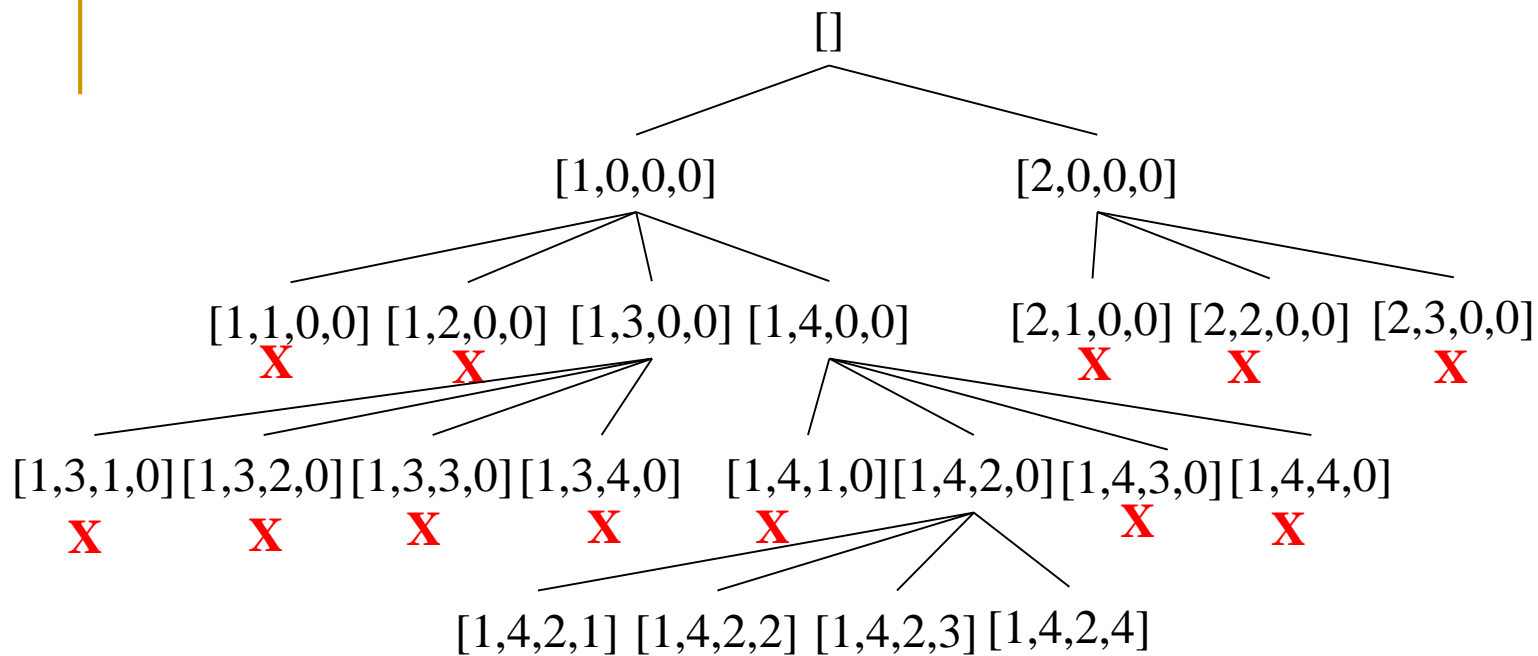 []
[1,0,0,0] [2,0,0,0]
[1,1,0,0] [1,2,0,0] [1,3,0,0] [1,4,0,0] [2,1,0,0] [2,2,0,0] [2,3,0,0]
X X X X X
[1,3,1,0] [1,3,2,0] [1,3,3,0] [1,3,4,0] [1,4,1,0] [1,4,2,0] [1,4,3,0] [1,4,4,0]
X X X X X X X
[1,4,2,1] [1,4,2,2] [1,4,2,3] [1,4,2,4]